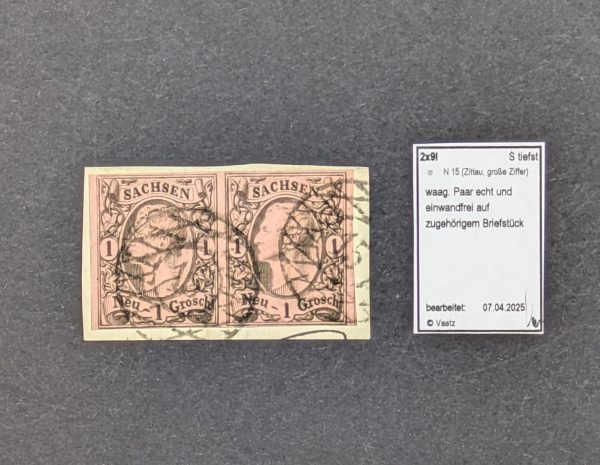 SACHSEN
1 1
Neu - 1 Grosch
SACHSEN
1 1
Neu - 1 Grosch
2x9I S tiefst
⊕ N 15 (Zittau, große Ziffer)
waag. Paar echt und
einwandfrei auf
zugehörigem Briefstück
bearbeitet: 07.04.2025
© Vaatz